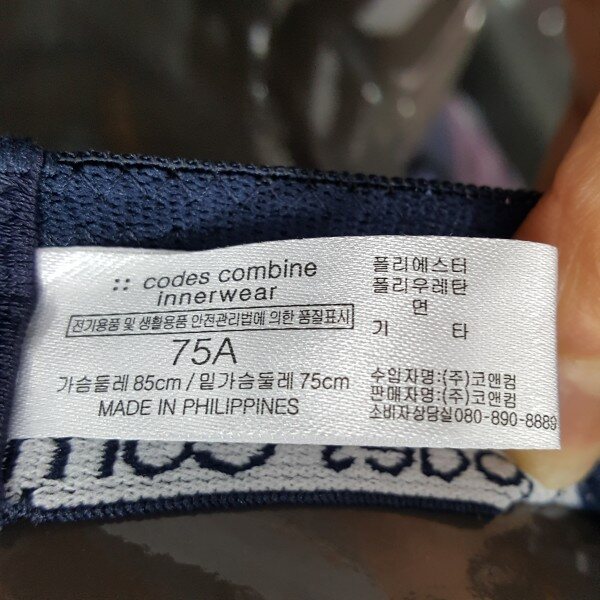 :: codes combine
innerwear
전기용품 및 생활용품 안전관리법에 의한 품질표시
75A
가슴둘레 85cm / 밑가슴둘레 75cm
MADE IN PHILIPPINES
폴리에스터
폴리우레탄
면
기 타
수입자명:(주)코앤컴
판매자명:(주)코앤컴
소비자상담실080-890-8889